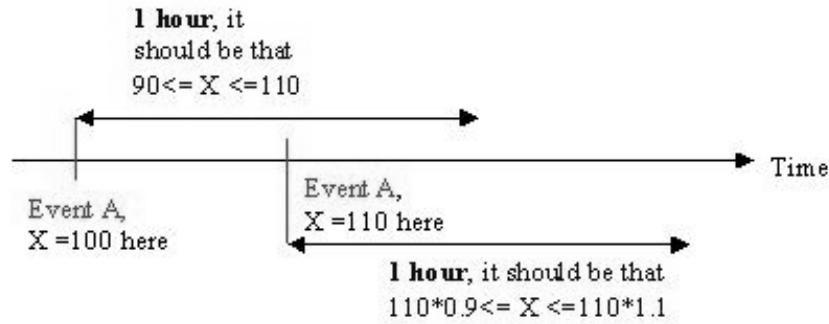 1 hour, it
should be that
90<= X <=110
Time
Event A,
X =100 here
Event A,
X =110 here
1 hour, it should be that
110*0.9<= X <=110*1.1